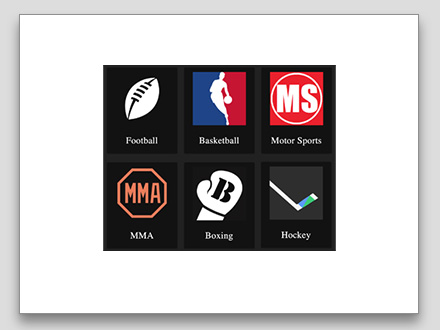 MS
Football Basketball Motor Sports
MMA
B
MMA Boxing Hockey